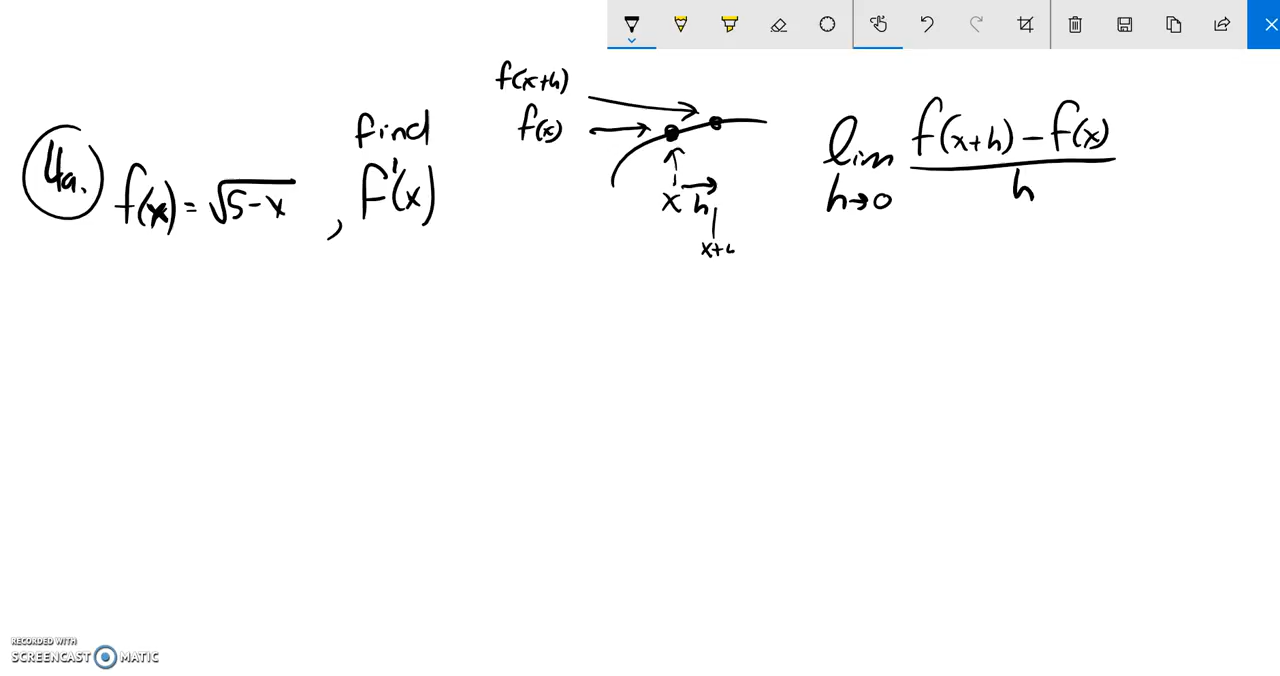 4a. f(x) = √5-x , find f'(x)
f(x+h)
f(x)
x h
x+h
lim h→0 f(x+h) - f(x) / h
RECORDED WITH
SCREENCAST MATIC